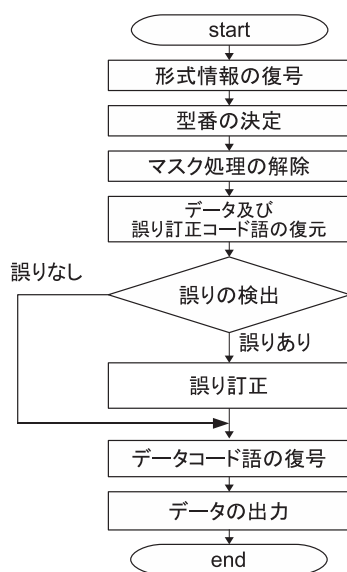 start
形式情報の復号
型番の決定
マスク処理の解除
データ及び
誤り訂正コード語の復元
誤りなし
誤りの検出
誤りあり
誤り訂正
データコード語の復号
データの出力
end